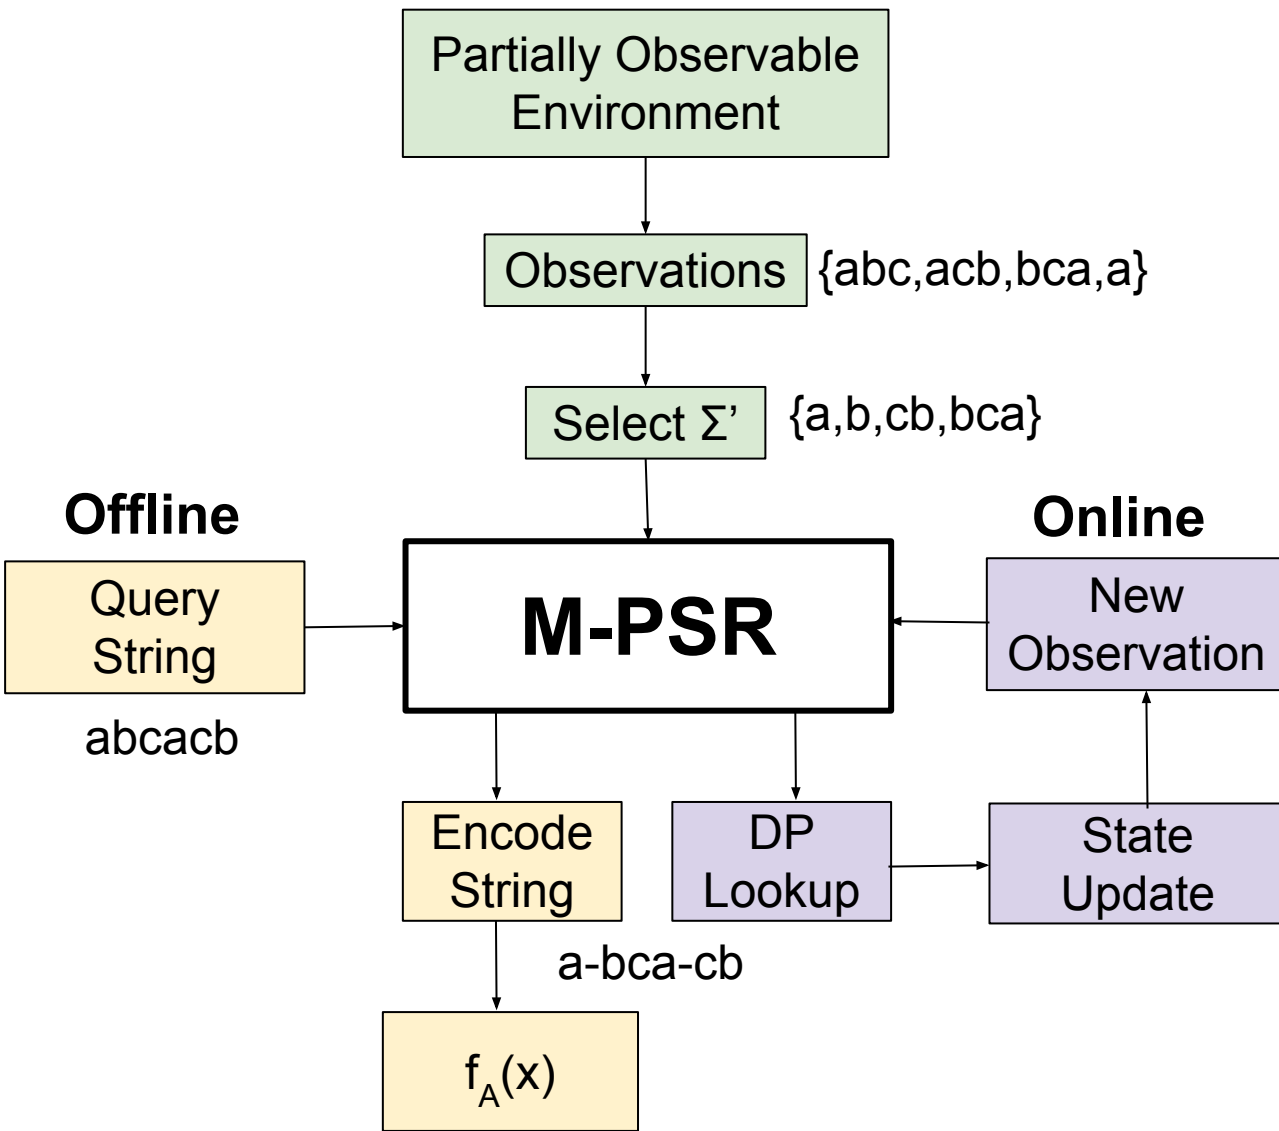 Partially Observable
Environment
Observations
{abc,acb,bca,a}
Select Σ’
{a,b,cb,bca}
Offline
Online
Query
String
M-PSR
New
Observation
abcacb
Encode
String
DP
Lookup
State
Update
a-bca-cb
f_A(x)